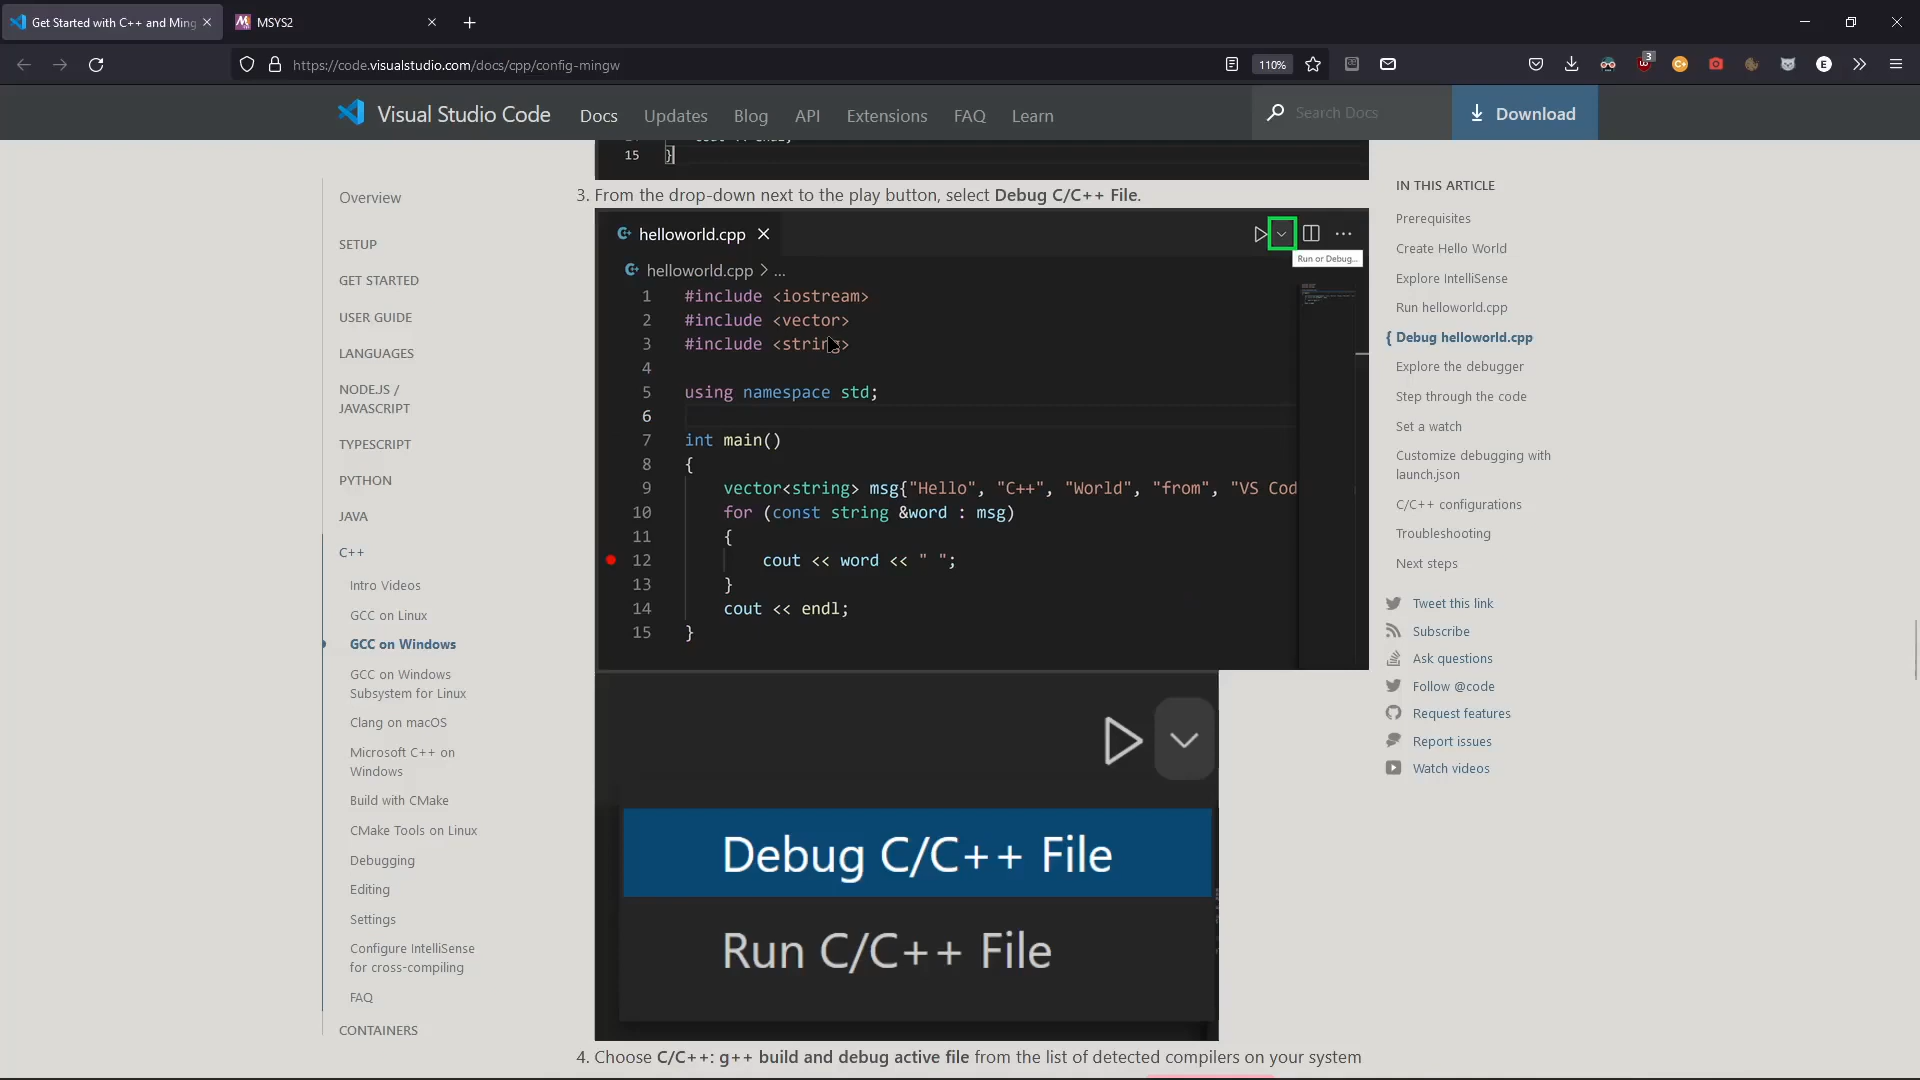 Get Started with C++ and Ming
MSYS2
https://code.visualstudio.com/docs/cpp/config-mingw
110%
3
E
Visual Studio Code
Docs
Updates
Blog
API
Extensions
FAQ
Learn
Search Docs
Download
Overview
SETUP
GET STARTED
USER GUIDE
LANGUAGES
NODE.JS /
JAVASCRIPT
TYPESCRIPT
PYTHON
JAVA
C++
Intro Videos
GCC on Linux
GCC on Windows
GCC on Windows
Subsystem for Linux
Clang on macOS
Microsoft C++ on
Windows
Build with CMake
CMake Tools on Linux
Debugging
Editing
Settings
Configure IntelliSense
for cross-compiling
FAQ
CONTAINERS
15 }
3. From the drop-down next to the play button, select Debug C/C++ File.
helloworld.cpp
Run or Debug...
helloworld.cpp > ...
1 #include <iostream>
2 #include <vector>
3 #include <string>
4
5 using namespace std;
6
7 int main()
8 {
9 vector<string> msg{"Hello", "C++", "World", "from", "VS Cod
10 for (const string &word : msg)
11 {
12 cout << word << " ";
13 }
14 cout << endl;
15 }
Debug C/C++ File
Run C/C++ File
4. Choose C/C++: g++ build and debug active file from the list of detected compilers on your system
IN THIS ARTICLE
Prerequisites
Create Hello World
Explore IntelliSense
Run helloworld.cpp
{ Debug helloworld.cpp
Explore the debugger
Step through the code
Set a watch
Customize debugging with
launch.json
C/C++ configurations
Troubleshooting
Next steps
Tweet this link
Subscribe
Ask questions
Follow @code
Request features
Report issues
Watch videos